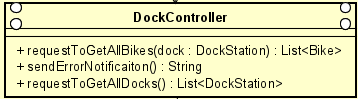 DockController
+ requestToGetAllBikes(dock : DockStation) : List<Bike>
+ sendErrorNotificaiton() : String
+ requestToGetAllDocks() : List<DockStation>